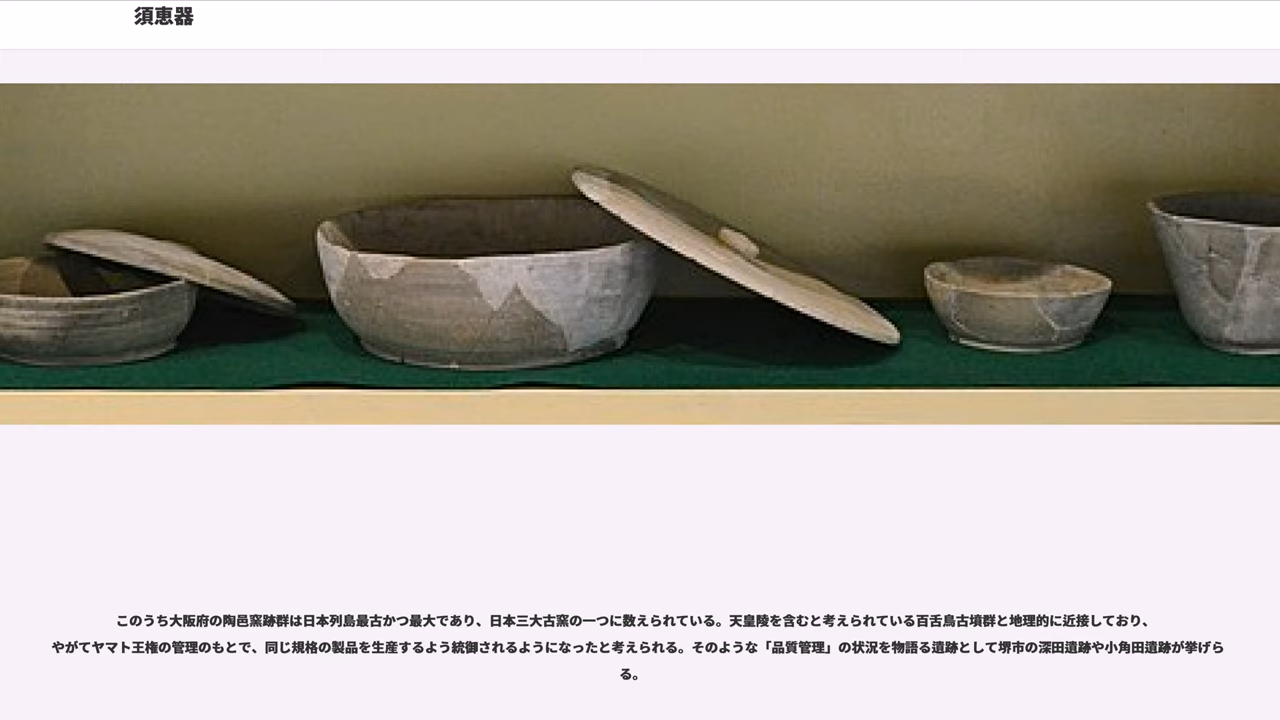 須恵器
このうち大阪府の陶邑窯跡群は日本列島最古かつ最大であり、日本三大古窯の一つに数えられている。天皇陵を含むと考えられている百舌鳥古墳群と地理的に近接しており、
やがてヤマト王権の管理のもとで、同じ規格の製品を生産するよう統御されるようになったと考えられる。そのような「品質管理」の状況を物語る遺跡として堺市の深田遺跡や小角田遺跡が挙げら
る。